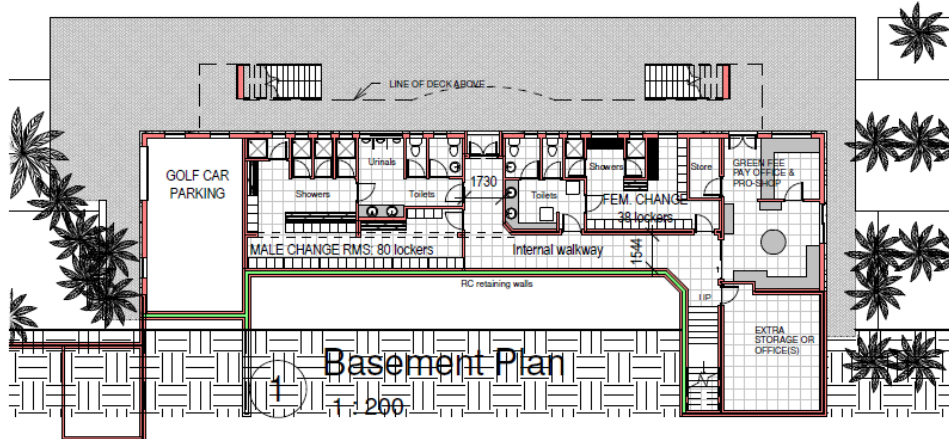 LINE OF DECK ABOVE
GOLF CAR
PARKING
Urinals
Showers
Toilets
1730
Showers
Toilets
Store
GREEN FEE
PAY OFFICE &
PRO-SHOP
FEM. CHANGE
38 lockers
MALE CHANGE RMS: 80 lockers
Internal walkway
1544
RC retaining walls
UP
EXTRA
STORAGE OR
OFFICE(S)
1
Basement Plan
1 : 200